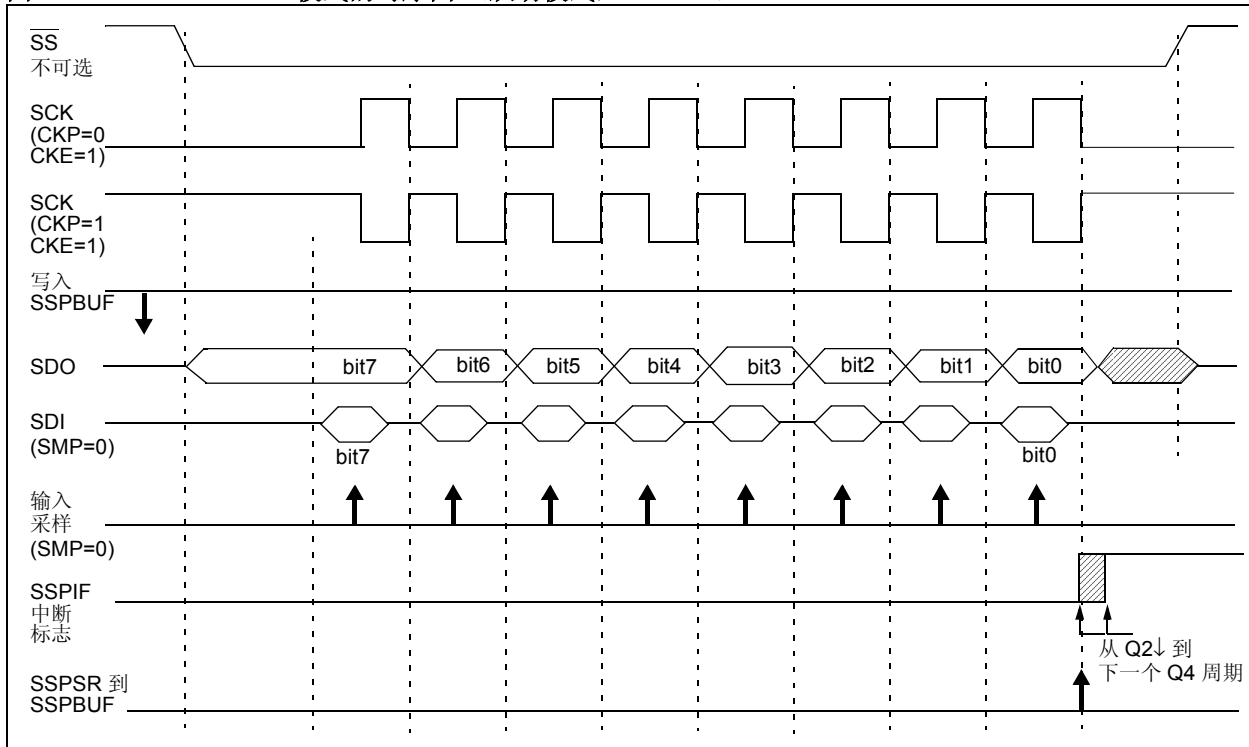 SS
不可选
SCK
(CKP=0
CKE=1)
SCK
(CKP=1
CKE=1)
写入
SSPBUF
SDO
bit7 bit6 bit5 bit4 bit3 bit2 bit1 bit0
SDI
(SMP=0)
bit7 bit0
输入
采样
(SMP=0)
SSPIF
中断
标志
从 Q2↓ 到
下一个 Q4 周期
SSPSR 到
SSPBUF